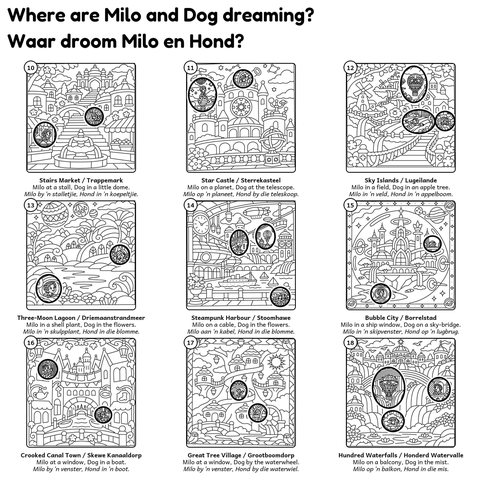 Where are Milo and Dog dreaming?
Waar droom Milo en Hond?
10
11
12
Stairs Market / Trappemark
Milo at a stall, Dog in a little dome.
Milo by 'n stalletjie, Hond in 'n koepeltjie.
Star Castle / Sterrekasteel
Milo on a planet, Dog at the telescope.
Milo op 'n planeet, Hond by die teleskoop.
Sky Islands / Lugeilande
Milo in a field, Dog in an apple tree.
Milo in 'n veld, Hond in 'n appelboom.
13
14
15
Three-Moon Lagoon / Driemaanstrandmeer
Milo in a shell plant, Dog in the flowers.
Milo in 'n skulpplant, Hond in die blomme.
Steampunk Harbour / Stoomhawe
Milo on a cable, Dog in the flowers.
Milo aan 'n kabel, Hond in die blomme.
Bubble City / Borrelstad
Milo in a ship window, Dog on a sky-bridge.
Milo in 'n skipvenster, Hond op 'n lugbrug.
16
17
18
Crooked Canal Town / Skewe Kanaaldorp
Milo at a window, Dog in a boat.
Milo by 'n venster, Hond in 'n boot.
Great Tree Village / Grootboomdorp
Milo at a window, Dog by the waterwheel.
Milo by 'n venster, Hond by die waterwiel.
Hundred Waterfalls / Honderd Watervalle
Milo on a balcony, Dog in the mist.
Milo op 'n balkon, Hond in die mis.